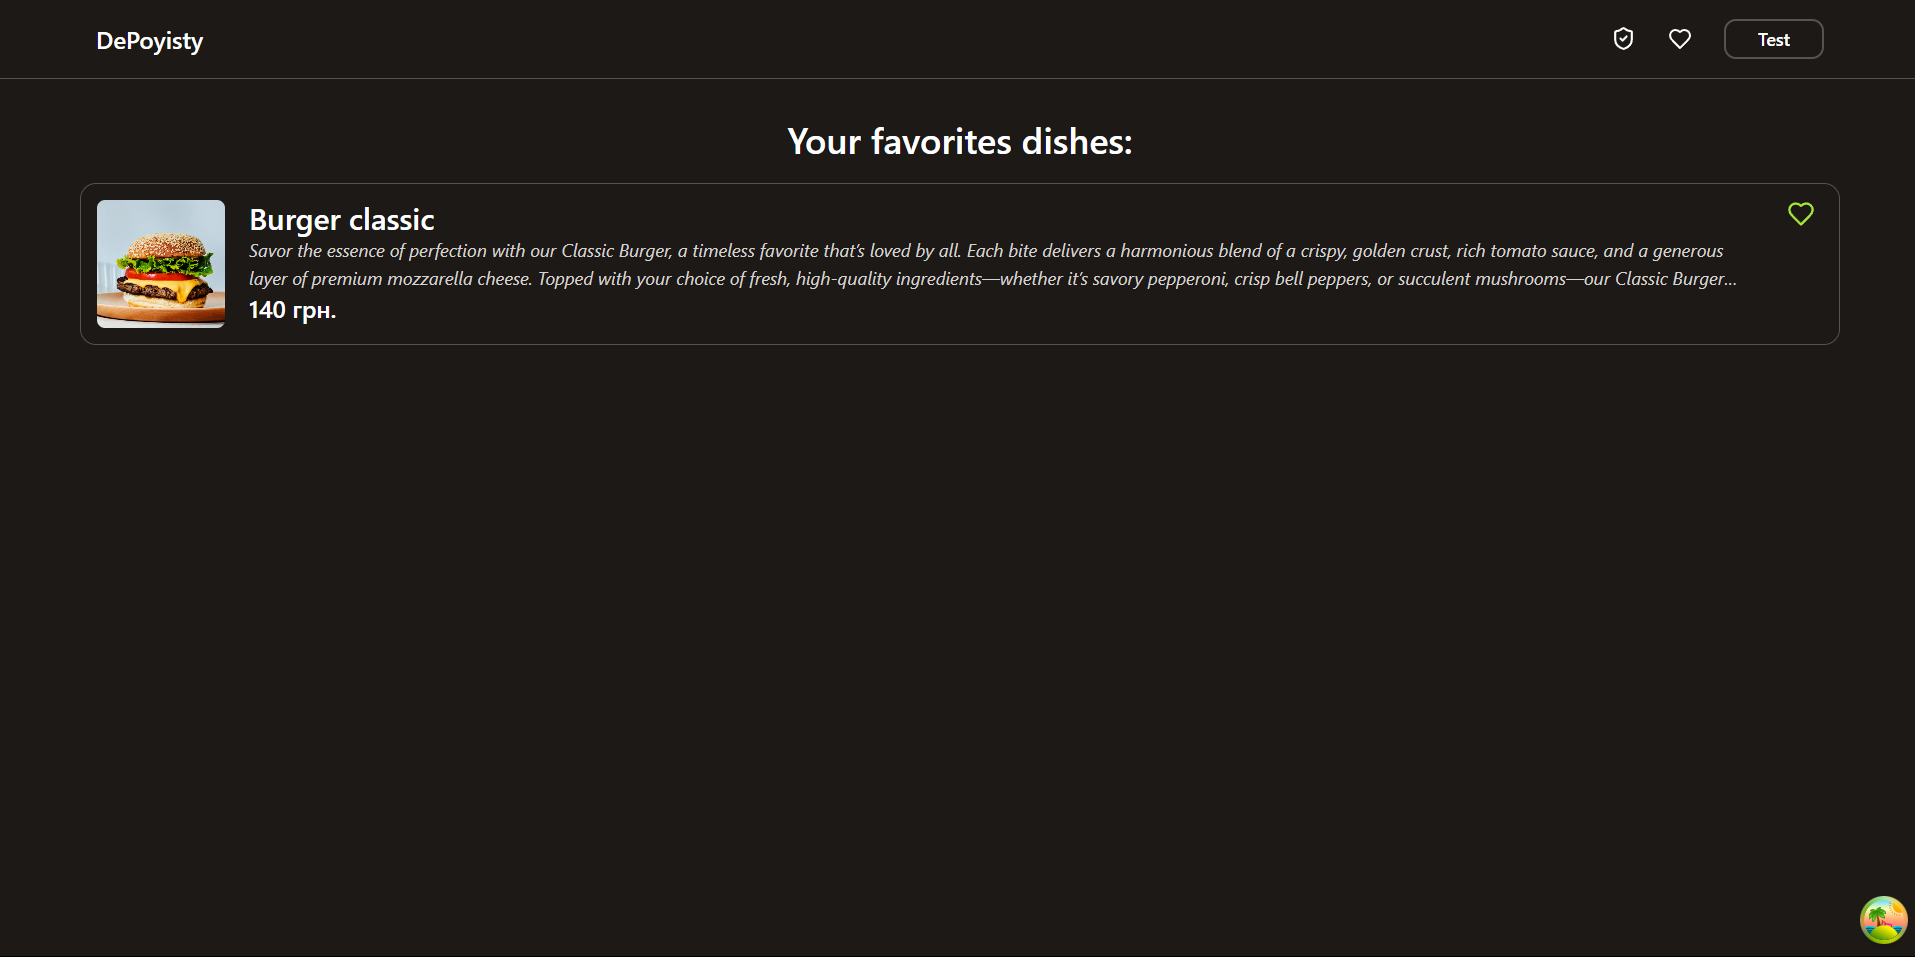 DePoyisty
Test
Your favorites dishes:
Burger classic
Savor the essence of perfection with our Classic Burger, a timeless favorite that’s loved by all. Each bite delivers a harmonious blend of a crispy, golden crust, rich tomato sauce, and a generous
layer of premium mozzarella cheese. Topped with your choice of fresh, high-quality ingredients—whether it’s savory pepperoni, crisp bell peppers, or succulent mushrooms—our Classic Burger...
140 грн.